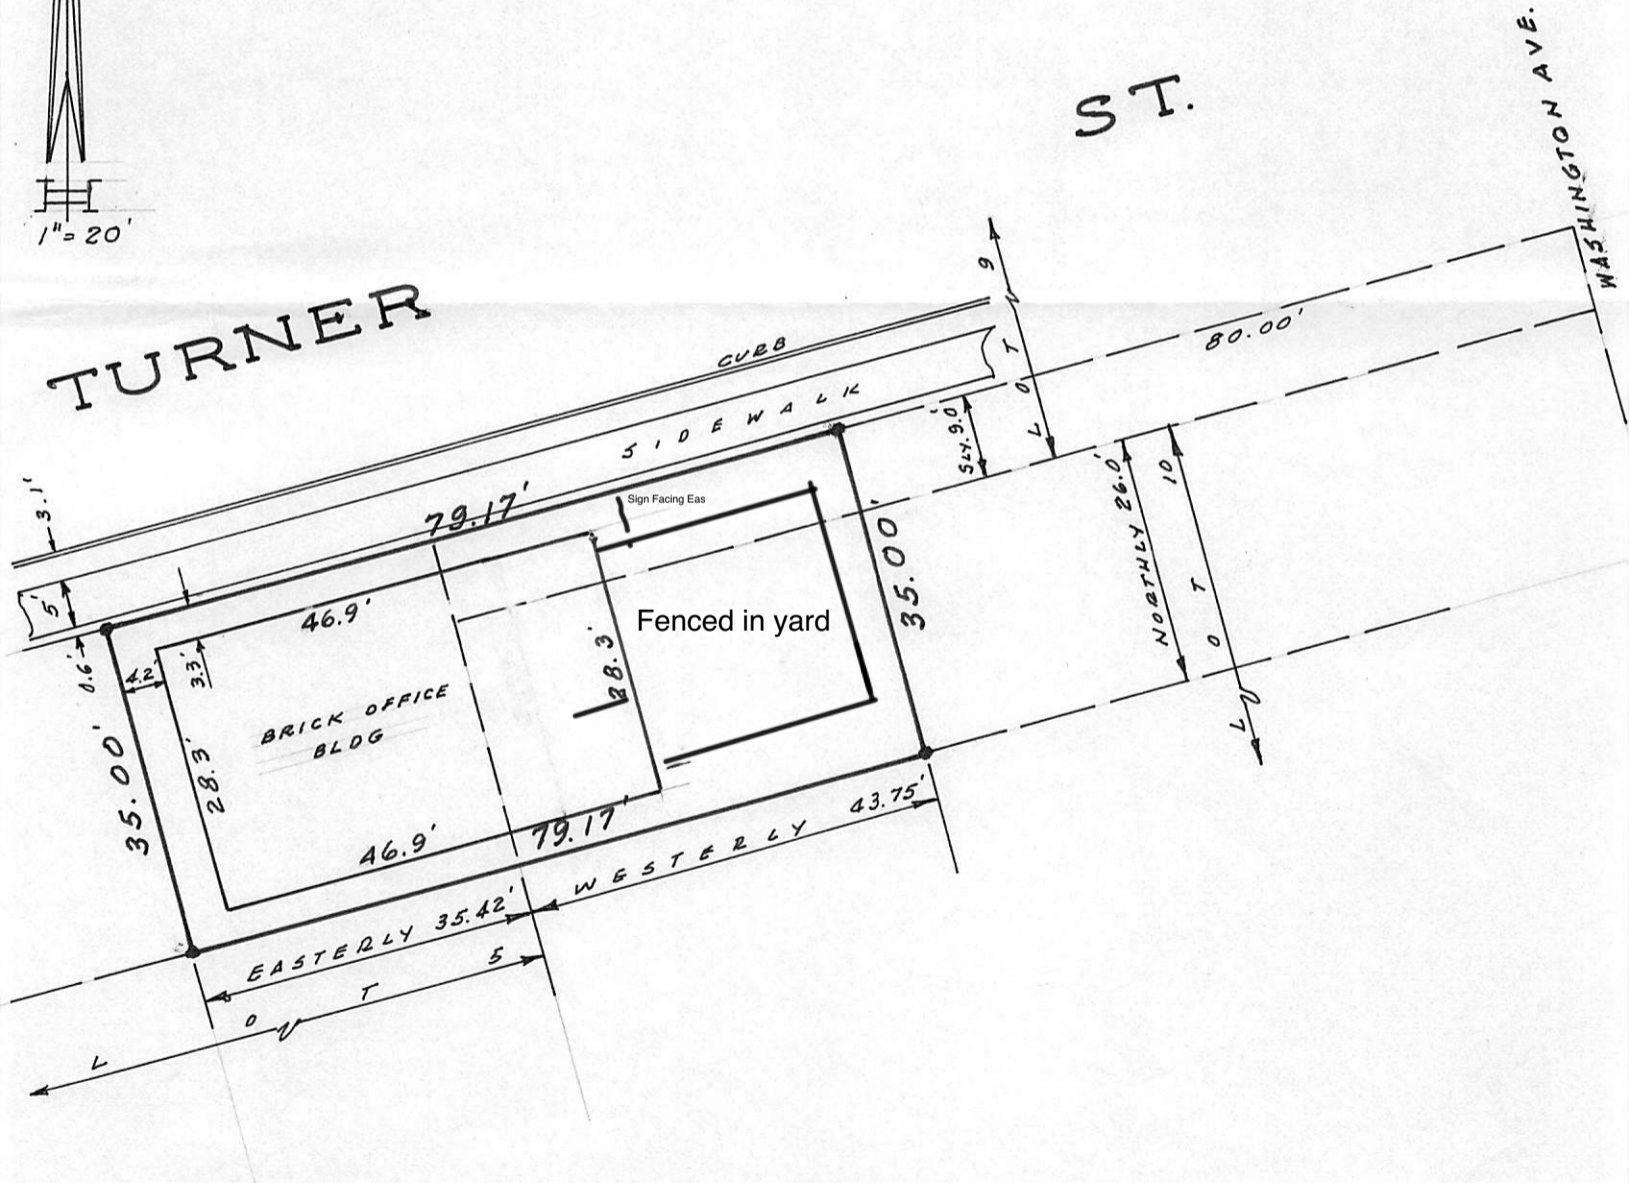 ST.
WASHINGTON AVE.
1"=20'
TURNER
CURB
SIDEWALK
80.00'
9
LOT
SLY. 9.0'
NORTHLY 26.0'
10
LOT
3.1'
5'
0.6'
79.17'
Sign Facing Eas
46.9'
4.2'
3.3'
Fenced in yard
35.00'
28.3'
BRICK OFFICE
BLDG
35.00'
28.3'
46.9'
79.17'
43.75'
WESTERLY
EASTERLY 35.42'
LOT 5